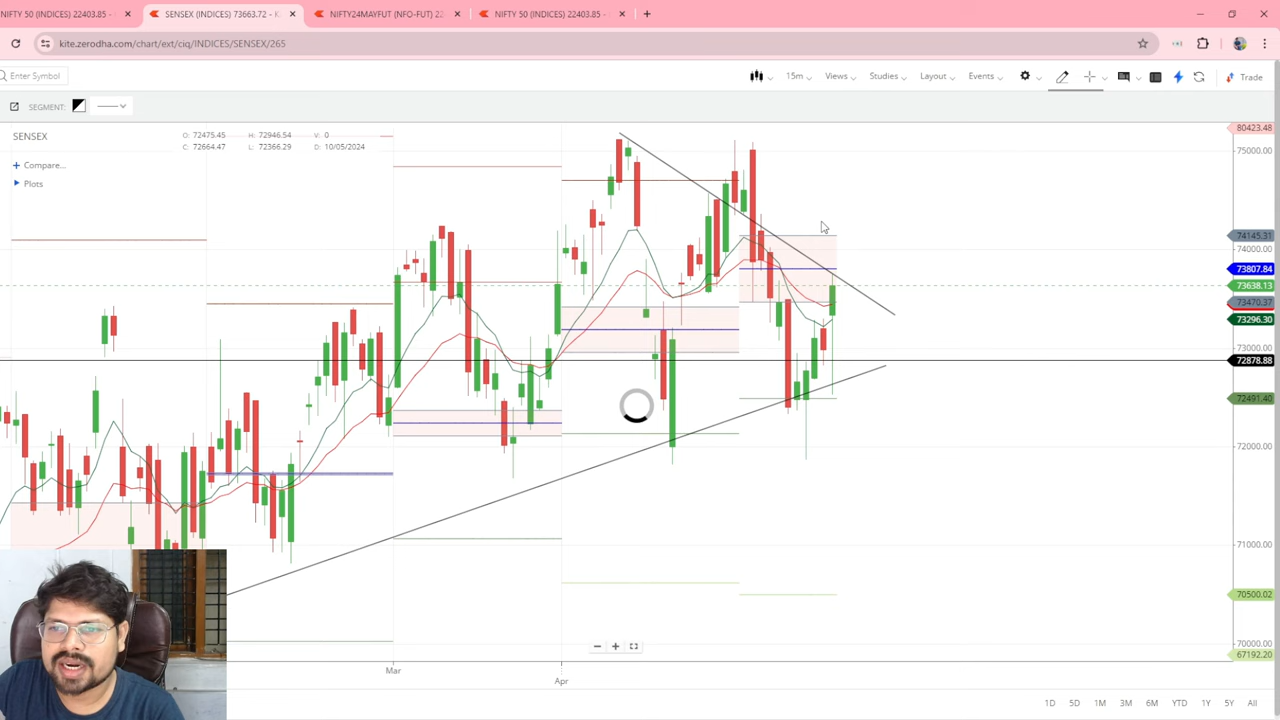 NIFTY 50 (INDICES) 22403.85 -
SENSEX (INDICES) 73663.72 - K
NIFTY24MAYFUT (NFO-FUT) 22
NIFTY 50 (INDICES) 22403.85 -
kite.zerodha.com/chart/ext/ciq/INDICES/SENSEX/265
Enter Symbol
15m
Views
Studies
Layout
Events
Trade
SEGMENT:
SENSEX
O: 72475.45 H: 72946.54 V: 0
C: 72664.47 L: 72366.29 D: 10/05/2024
Compare...
Plots
80423.48
75000.00
74145.31
74000.00
73807.84
73638.13
73470.37
73296.30
73000.00
72878.88
72491.40
72000.00
71000.00
70500.02
70000.00
67192.20
Mar
Apr
1D 5D 1M 3M 6M YTD 1Y 5Y All